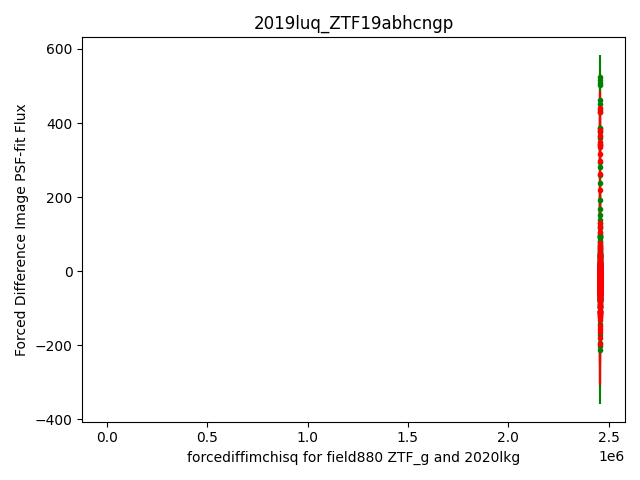 2019luq_ZTF19abhcngp
Forced Difference Image PSF-fit Flux
600
400
200
0
−200
−400
0.0 0.5 1.0 1.5 2.0 2.5
1e6
forcediffimchisq for field880 ZTF_g and 2020lkg